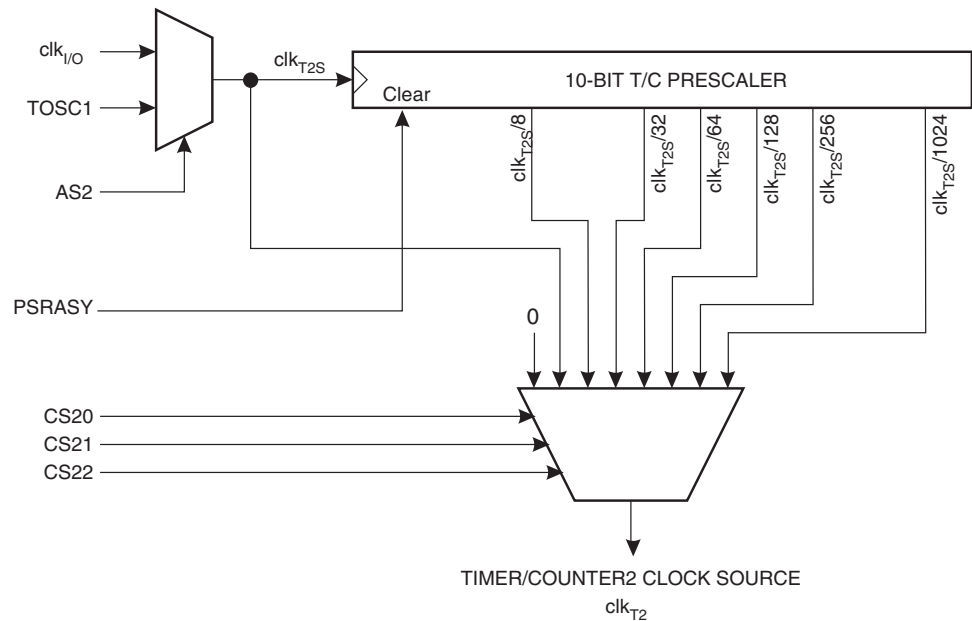 clkI/O
clkT2S
TOSC1
10-BIT T/C PRESCALER
Clear
clkT2S/8
clkT2S/32
clkT2S/64
clkT2S/128
clkT2S/256
clkT2S/1024
AS2
PSRASY
0
CS20
CS21
CS22
TIMER/COUNTER2 CLOCK SOURCE
clkT2